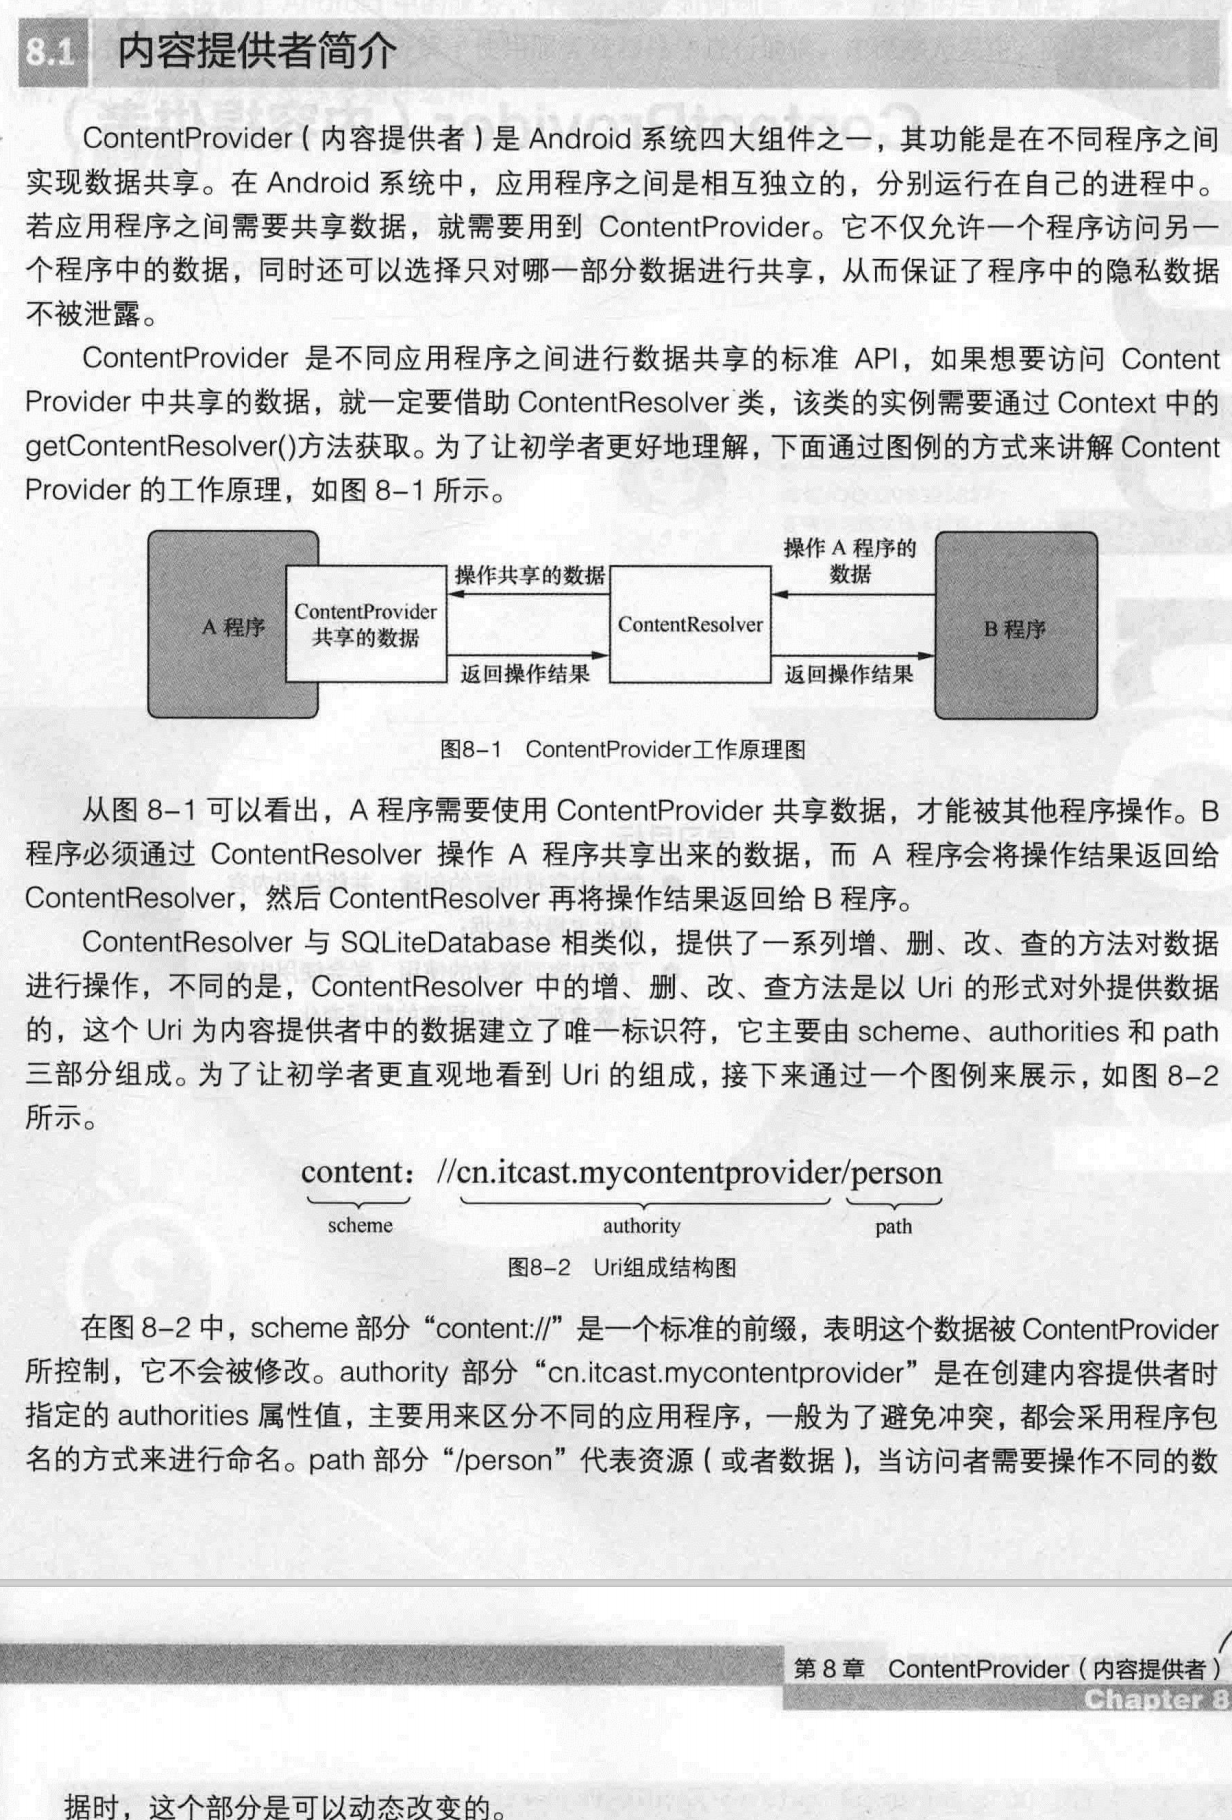 8.1 内容提供者简介
ContentProvider（内容提供者）是 Android 系统四大组件之一，其功能是在不同程序之间
实现数据共享。在 Android 系统中，应用程序之间是相互独立的，分别运行在自己的进程中。
若应用程序之间需要共享数据，就需要用到 ContentProvider。它不仅允许一个程序访问另一
个程序中的数据，同时还可以选择只对哪一部分数据进行共享，从而保证了程序中的隐私数据
不被泄露。
ContentProvider 是不同应用程序之间进行数据共享的标准 API，如果想要访问 Content
Provider 中共享的数据，就一定要借助 ContentResolver 类，该类的实例需要通过 Context 中的
getContentResolver()方法获取。为了让初学者更好地理解，下面通过图例的方式来讲解 Content
Provider 的工作原理，如图 8-1 所示。
A 程序
ContentProvider
共享的数据
操作共享的数据
返回操作结果
ContentResolver
操作 A 程序的
数据
返回操作结果
B 程序
图8-1 ContentProvider工作原理图
从图 8-1 可以看出，A 程序需要使用 ContentProvider 共享数据，才能被其他程序操作。B
程序必须通过 ContentResolver 操作 A 程序共享出来的数据，而 A 程序会将操作结果返回给
ContentResolver，然后 ContentResolver 再将操作结果返回给 B 程序。
ContentResolver 与 SQLiteDatabase 相类似，提供了一系列增、删、改、查的方法对数据
进行操作，不同的是，ContentResolver 中的增、删、改、查方法是以 Uri 的形式对外提供数据
的，这个 Uri 为内容提供者中的数据建立了唯一标识符，它主要由 scheme、authorities 和 path
三部分组成。为了让初学者更直观地看到 Uri 的组成，接下来通过一个图例来展示，如图 8-2
所示。
content： //cn.itcast.mycontentprovider/person
scheme authority path
图8-2 Uri组成结构图
在图 8-2 中，scheme 部分“content://”是一个标准的前缀，表明这个数据被 ContentProvider
所控制，它不会被修改。authority 部分“cn.itcast.mycontentprovider”是在创建内容提供者时
指定的 authorities 属性值，主要用来区分不同的应用程序，一般为了避免冲突，都会采用程序包
名的方式来进行命名。path 部分“/person”代表资源（或者数据），当访问者需要操作不同的数
第 8 章 ContentProvider（内容提供者）
Chapter 8
据时，这个部分是可以动态改变的。